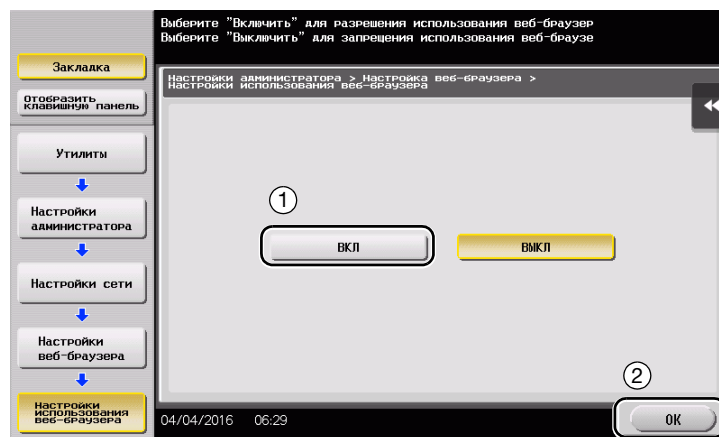 Выберите "Включить" для разрешения использования веб-браузер
Выберите "Выключить" для запрещения использования веб-браузе
Закладка
Отобразить
клавишную панель
Настройки администратора > Настройка веб-браузера >
Настройки использования веб-браузера
Утилиты
Настройки
администратора
Настройки сети
Настройки
веб-браузера
Настройки
использования
веб-браузера
1
ВКЛ
ВЫКЛ
2
04/04/2016 06:29
OK